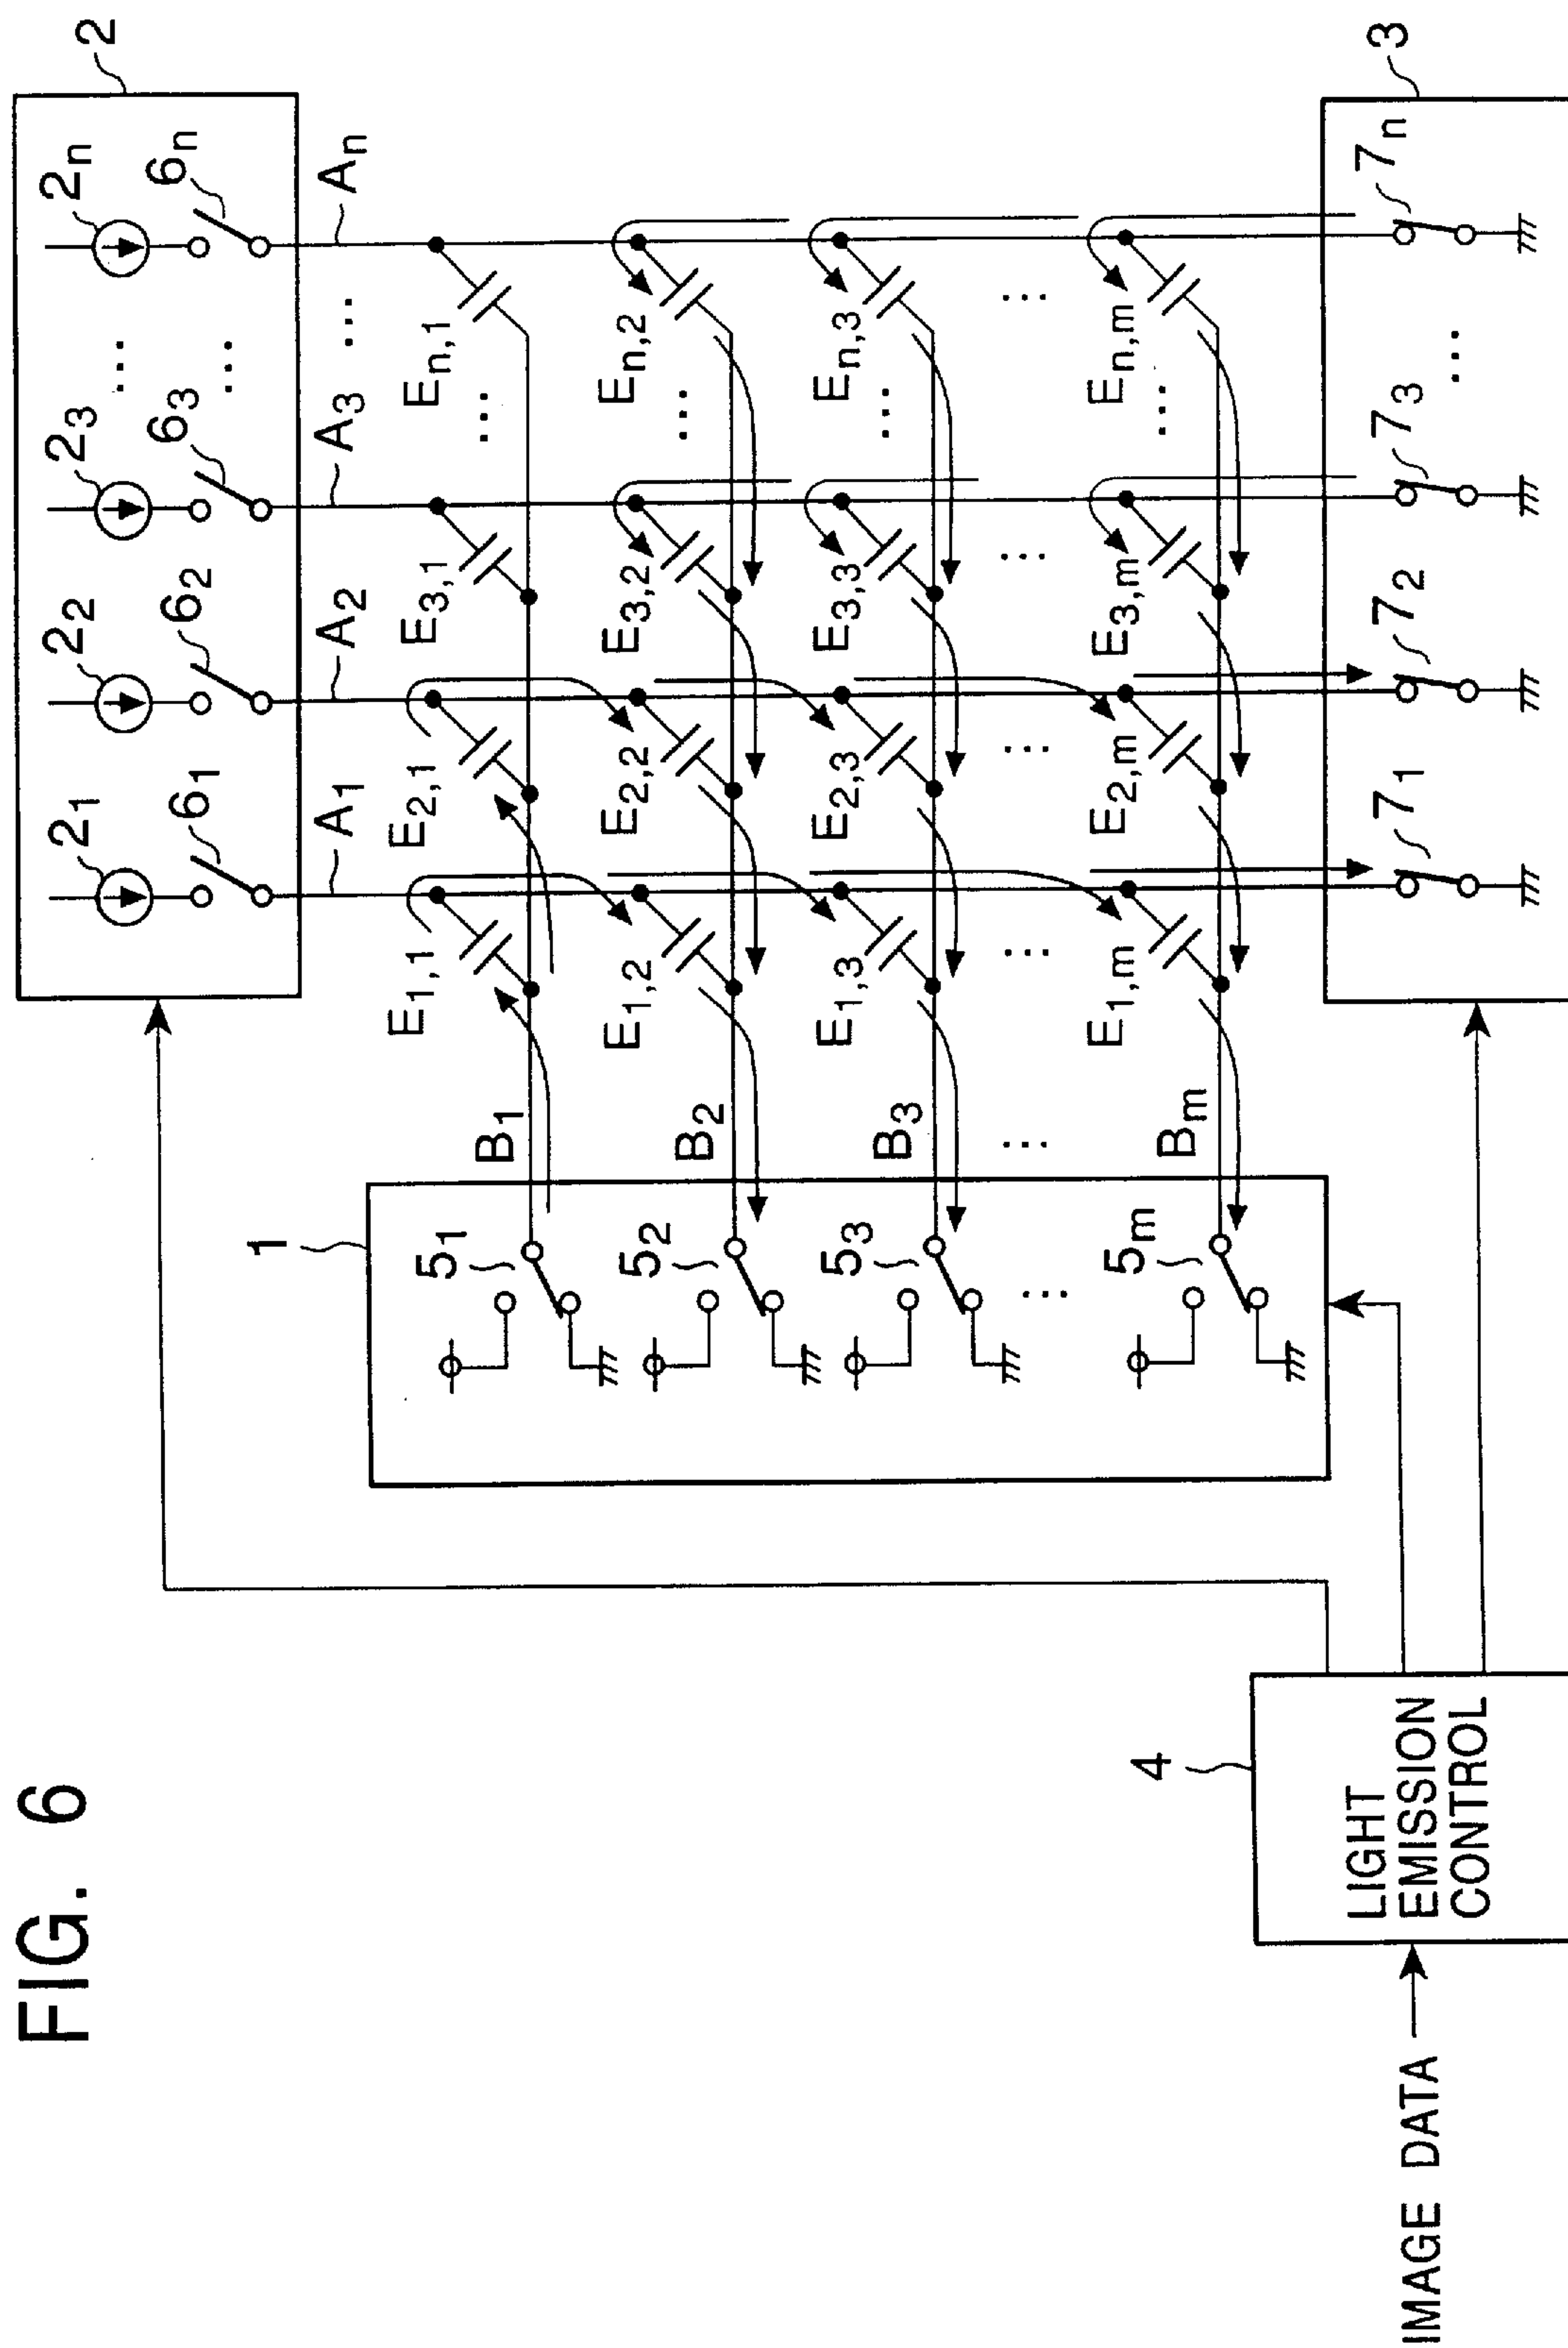 FIG. 6
2
2₁ 2₂ 2₃ ... 2ₙ
6₁ 6₂ 6₃ ... 6ₙ
A₁ A₂ A₃ ... Aₙ
1
5₁ B₁ E₁,₁ E₂,₁ E₃,₁ ... Eₙ,₁
5₂ B₂ E₁,₂ E₂,₂ E₃,₂ ... Eₙ,₂
5₃ B₃ E₁,₃ E₂,₃ E₃,₃ ... Eₙ,₃
... ... ... ... ... ...
5ₘ Bₘ E₁,ₘ E₂,ₘ E₃,ₘ ... Eₙ,ₘ
3
7₁ 7₂ 7₃ ... 7ₙ
4
LIGHT
EMISSION
CONTROL
IMAGE DATA